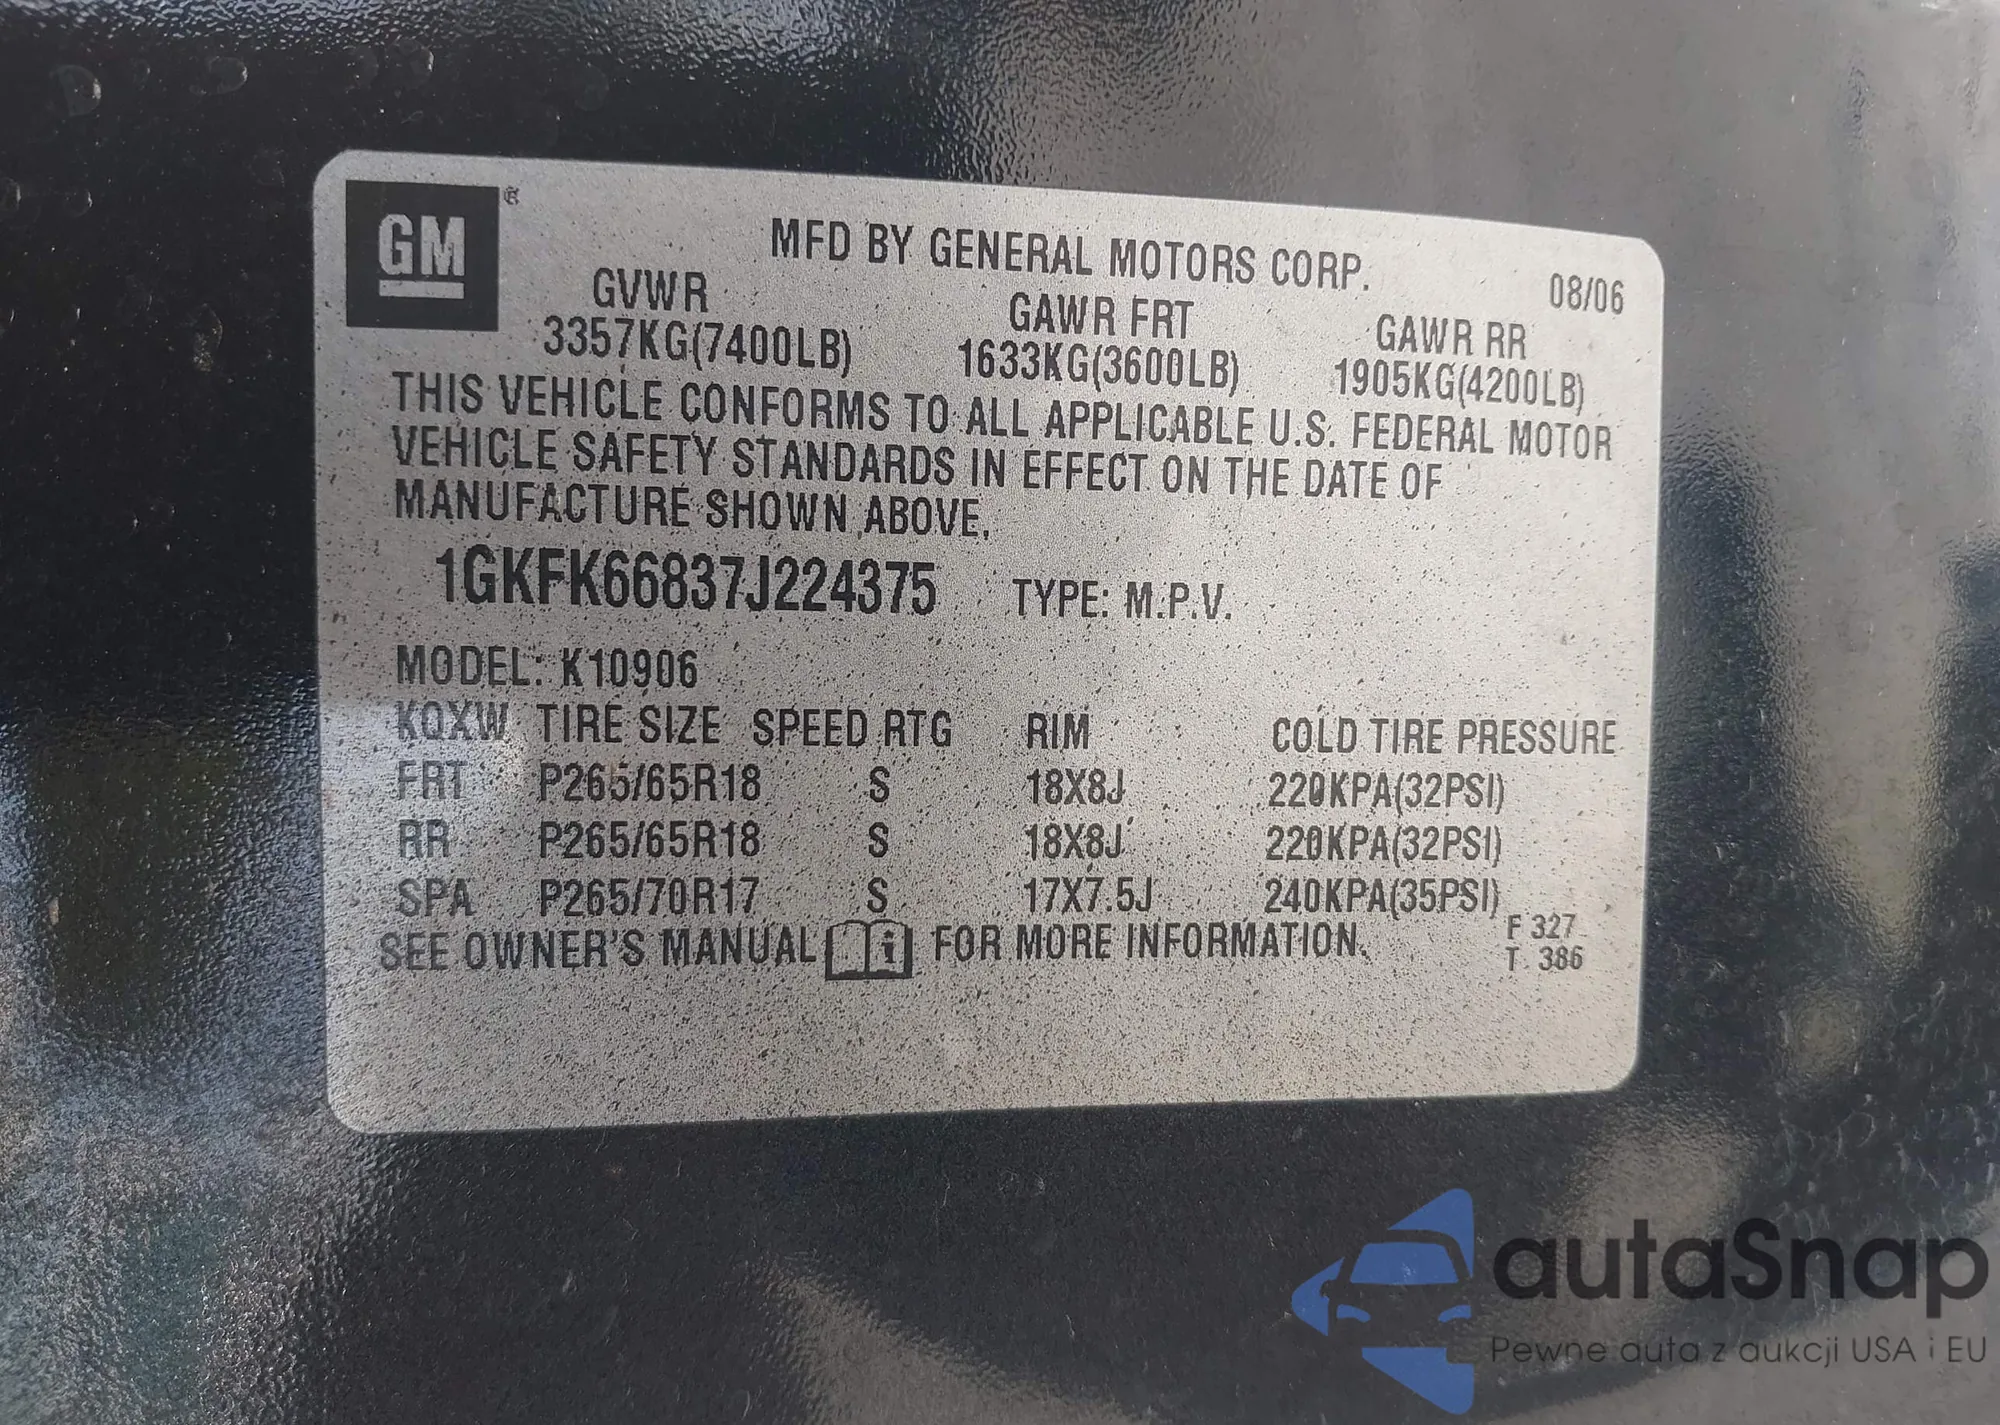 GM ®
MFD BY GENERAL MOTORS CORP.
08/06
GVWR GAWR FRT GAWR RR
3357KG(7400LB) 1633KG(3600LB) 1905KG(4200LB)
THIS VEHICLE CONFORMS TO ALL APPLICABLE U.S. FEDERAL MOTOR
VEHICLE SAFETY STANDARDS IN EFFECT ON THE DATE OF
MANUFACTURE SHOWN ABOVE.
1GKFK66837J224375 TYPE: M.P.V.
MODEL: K10906
KQXW TIRE SIZE SPEED RTG RIM COLD TIRE PRESSURE
FRT P265/65R18 S 18X8J 220KPA(32PSI)
RR P265/65R18 S 18X8J 220KPA(32PSI)
SPA P265/70R17 S 17X7.5J 240KPA(35PSI)
SEE OWNER'S MANUAL i FOR MORE INFORMATION.
F 327
T 386
autaSnap
Pewne auta z aukcji USA i EU